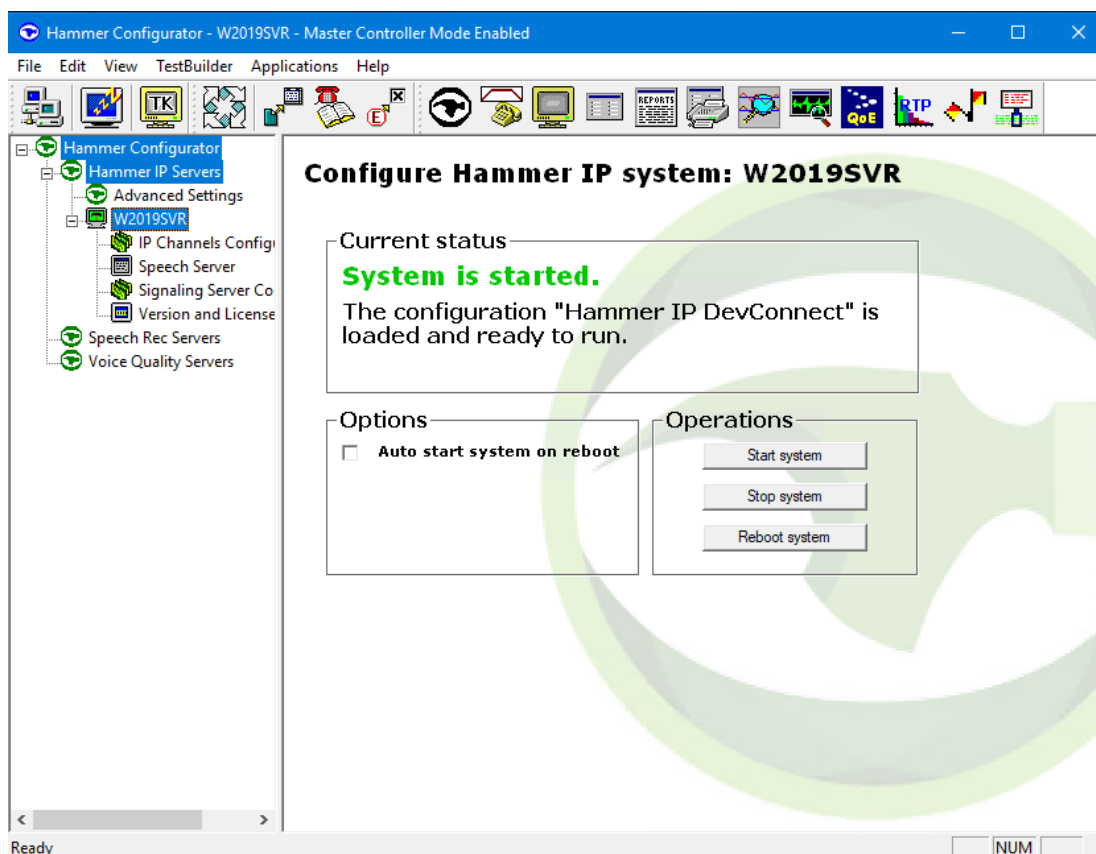 Hammer Configurator - W2019SVR - Master Controller Mode Enabled
File Edit View TestBuilder Applications Help
TK
E
REPORTS
QoE
RTP
Hammer Configurator
Hammer IP Servers
Advanced Settings
W2019SVR
IP Channels Config
Speech Server
Signaling Server Co
Version and License
Speech Rec Servers
Voice Quality Servers
Configure Hammer IP system: W2019SVR
Current status
System is started.
The configuration "Hammer IP DevConnect" is
loaded and ready to run.
Options
Auto start system on reboot
Operations
Start system
Stop system
Reboot system
Ready
NUM